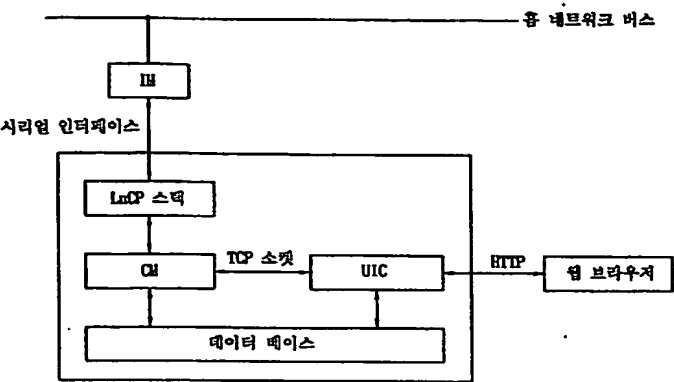 홈 네트워크 버스
IM
시리얼 인터페이스
LnCP 스택
CM
TCP 소켓
UIC
HTTP
웹 브라우저
데이터 베이스